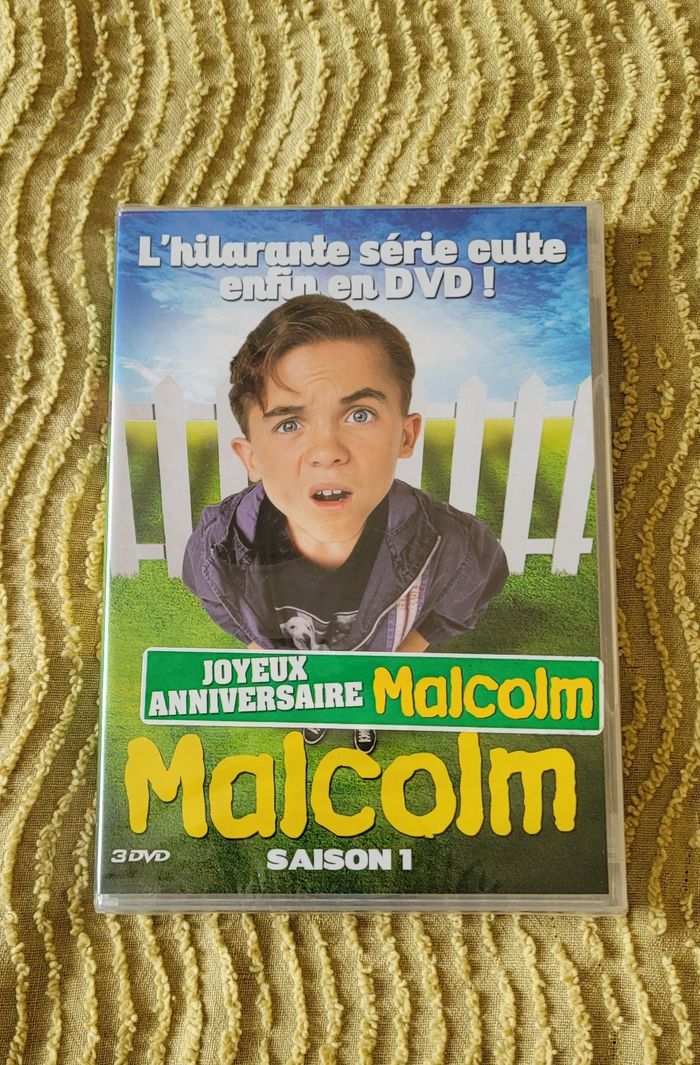 L'hilarante série culte
enfin en DVD !
JOYEUX
ANNIVERSAIRE Malcolm
Malcolm
3 DVD
SAISON 1